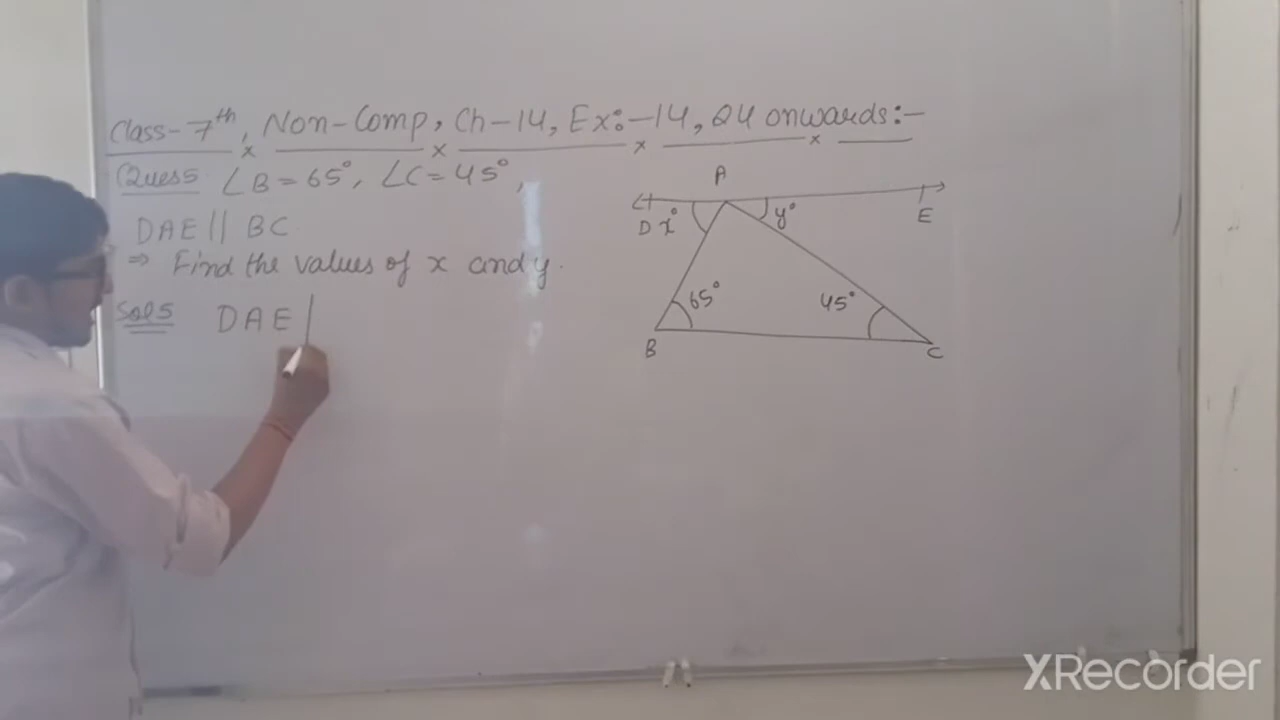 Class-7th, Non-Comp, Ch-14, Ex:-14, Q4 onwards:-
Ques5 ∠B=65°, ∠C=45°,
DAE || BC.
⇒ Find the values of x and y.
Sol5 DAE |
A
D x° y° E
65° 45°
B C
XRecorder